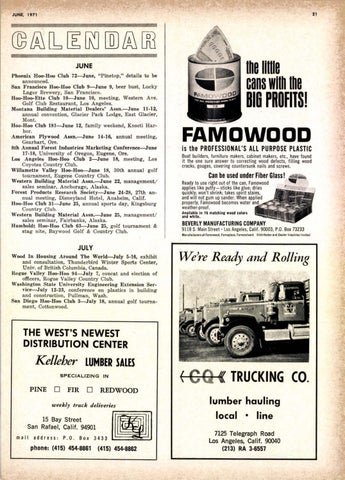 JUNE, 1971
21
CALENDAR
JUNE
Phoenix Hoo-Hoo Club 72—June, "Pinetop," details to be
announced.
San Francisco Hoo-Hoo Club 9—June 9, beer bust, Lucky
Lager Brewery, San Francisco.
Hoo-Hoo-Ette Club 10—June 10, meeting, Western Ave.
Golf Club Restaurant, Los Angeles.
Montana Building Material Dealers' Assn.—June 11-12,
annual convention, Glacier Park Lodge, East Glacier,
Mont.
Hoo-Hoo Club 181—June 12, family weekend, Knotti Har-
bor.
American Plywood Assn.—June 14-16, annual meeting,
Gearhart, Ore.
9th Annual Forest Industries Marketing Conference—June
17-18, University of Oregon, Eugene, Ore.
Los Angeles Hoo-Hoo Club 2—June 18, meeting, Los
Coyotes Country Club.
Willamette Valley Hoo-Hoo—June 18, 10th annual golf
tournament, Eugene Country Club.
Western Building Material Assn.—June 22, management/
sales seminar, Anchorage, Alaska.
Forest Products Research Society—June 24-29, 27th an-
nual meeting, Disneyland Hotel, Anaheim, Calif.
Hoo-Hoo Club 31—June 25, annual sports day, Kingsburg
Country Club.
Western Building Material Assn.—June 25, management/
sales seminar, Fairbanks, Alaska.
Humboldt Hoo-Hoo Club 63—June 25, golf tournament &
stag nite, Baywood Golf & Country Club.
JULY
Wood In Housing Around The World—July 5-16, exhibit
and consultation, Thunderbird Winter Sports Center,
Univ. of British Columbia, Canada.
Rogue Valley Hoo-Hoo 94—July 7, concat and election of
officers, Rogue Valley Country Club.
Washington State University Engineering Extension Ser-
vice—July 12-23, conference on plastics in building
and construction, Pullman, Wash.
San Diego Hoo-Hoo Club 3—July 18, annual golf tourna-
ment, Cottonwood.
THE WEST'S NEWEST
DISTRIBUTION CENTER
Kelleher LUMBER SALES
SPECIALIZING IN
PINE FIR REDWOOD
weekly truck deliveries
15 Bay Street
San Rafael, Calif. 94901
mail address: P.O. Box 3433
phone: (415) 454-8861 (415) 454-8862
the little
cans with the
BIG PROFITS!
FAMOWOOD
FAMOWOOD
is the PROFESSIONAL'S ALL PURPOSE PLASTIC
Boat builders, furniture makers, cabinet makers, etc., have found
it the one sure answer to correcting wood defects, filling wood
cracks, gouges, covering countersunk nails and screws.
Can be used under Fiber Glass!
Ready to use right out of the can, Famowood
applies like putty—sticks like glue; dries
quickly; won't shrink; takes spirit stains,
and will not gum up sander. When applied
properly, Famowood becomes water and
weather-proof.
Available in 16 matching wood colors
and white.
BEVERLY MANUFACTURING COMPANY
9118 S. Main Street • Los Angeles, Calif. 90003, P.O. Box 73233
We're Ready and Rolling
CQ TRUCKING CO.
lumber hauling
local • line
7125 Telegraph Road
Los Angeles, Calif. 90040
(213) RA 3-8557